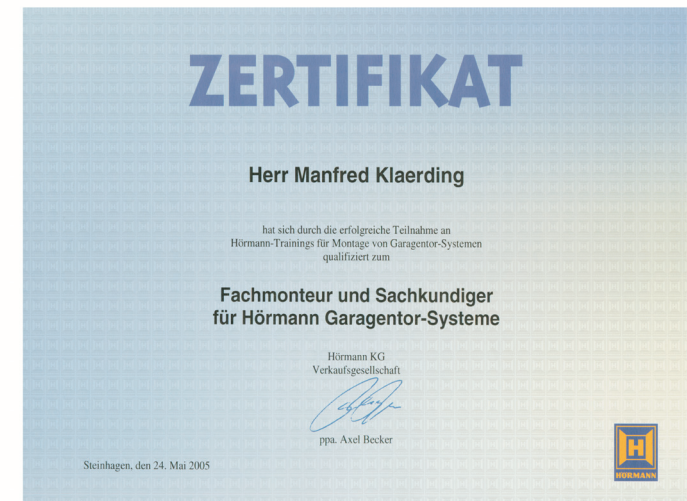 ZERTIFIKAT
Herr Manfred Klaerding
hat sich durch die erfolgreiche Teilnahme an
Hörmann-Trainings für Montage von Garagentor-Systemen
qualifiziert zum
Fachmonteur und Sachkundiger
für Hörmann Garagentor-Systeme
Hörmann KG
Verkaufsgesellschaft
ppa. Axel Becker
Steinhagen, den 24. Mai 2005
H
HÖRMANN